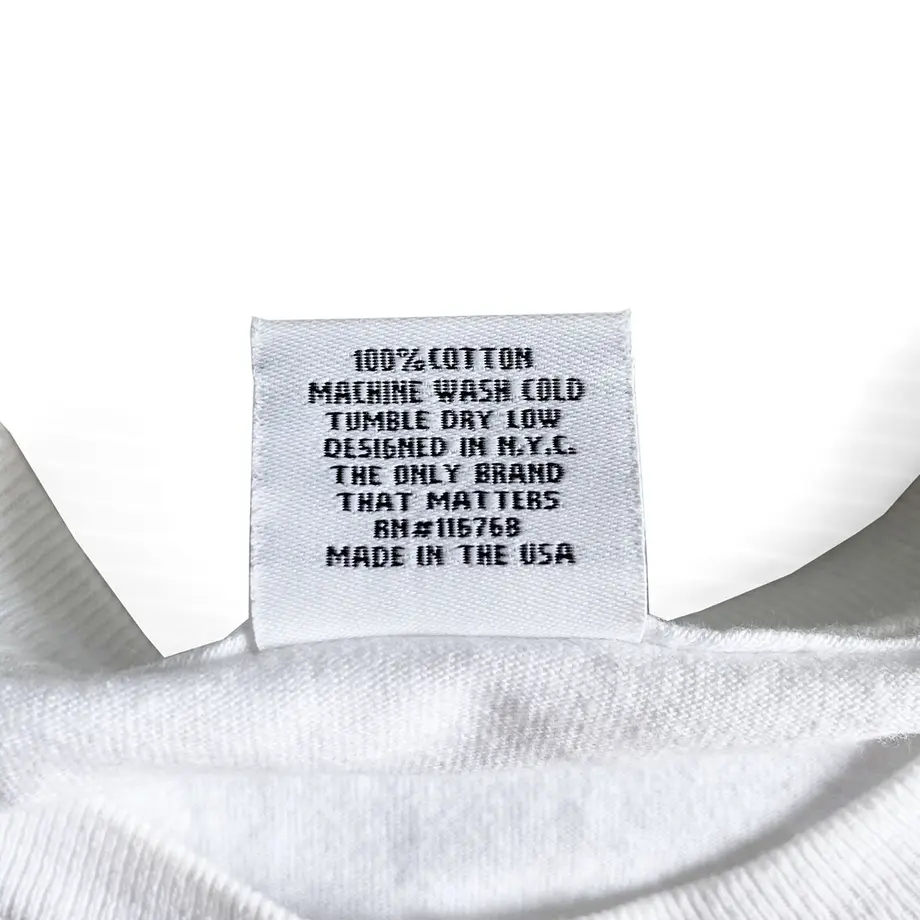 100% COTTON
MACHINE WASH COLD
TUMBLE DRY LOW
DESIGNED IN N.Y.C.
THE ONLY BRAND
THAT MATTERS
RN#116768
MADE IN THE USA